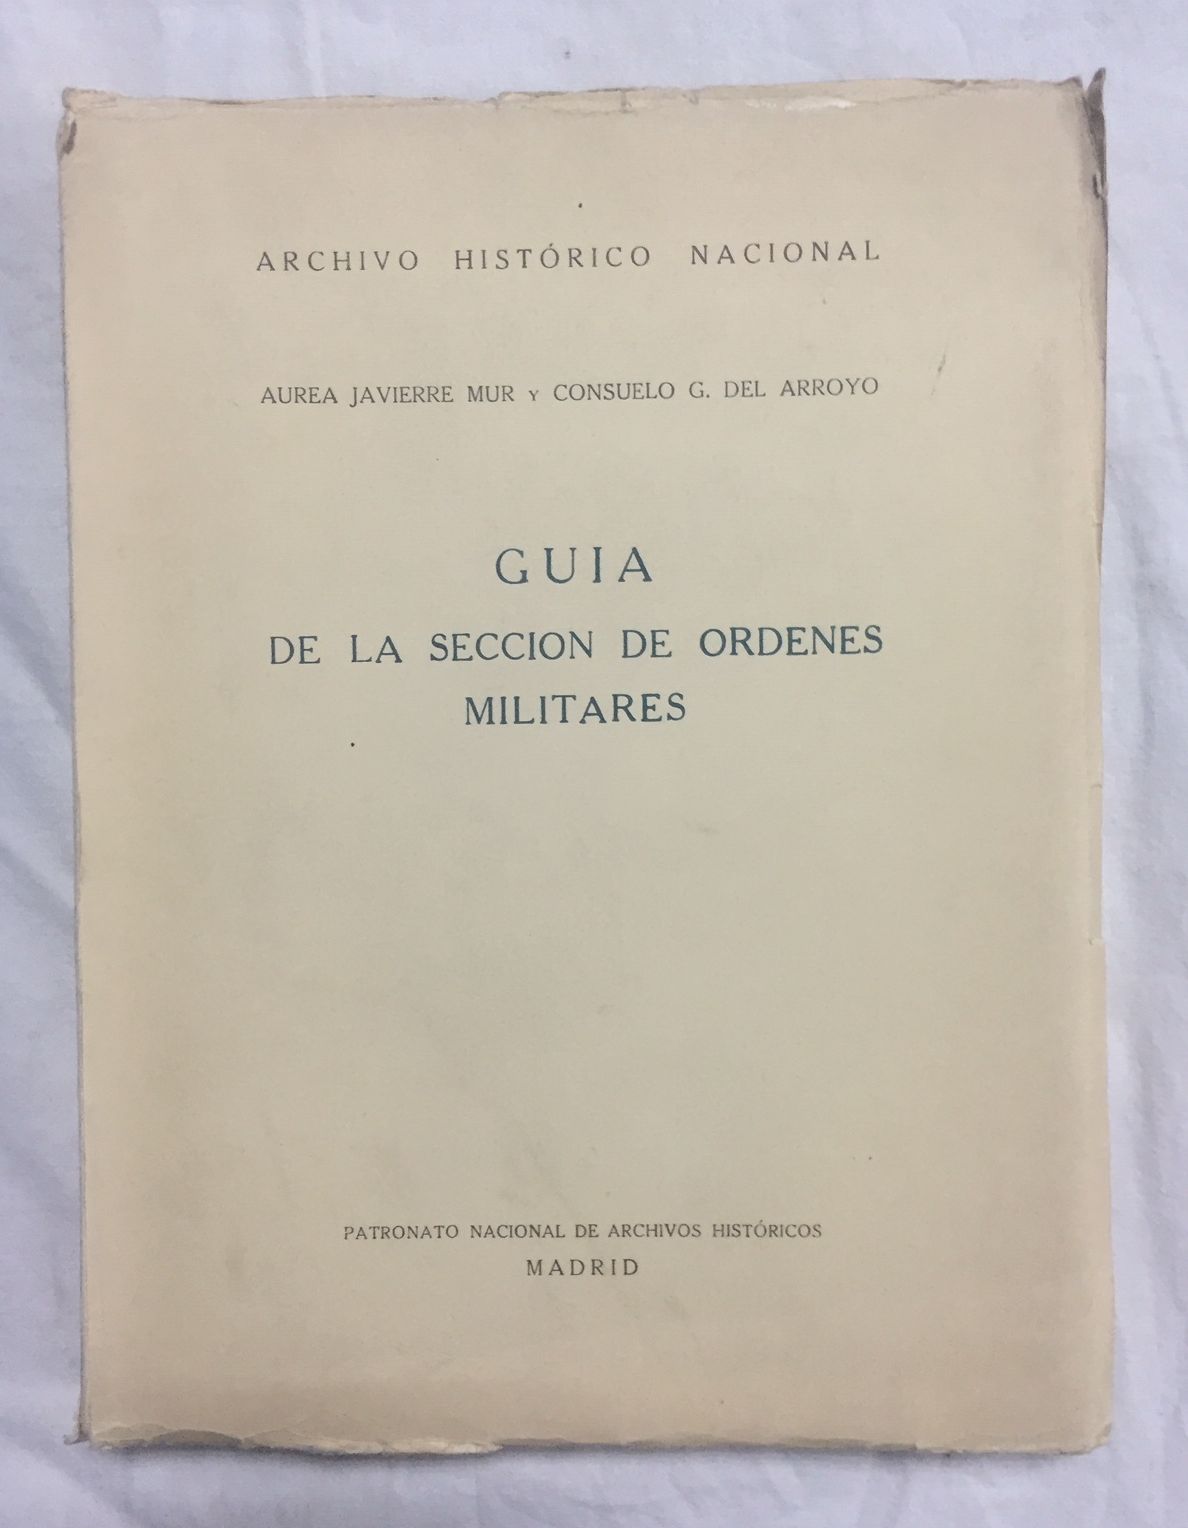 ARCHIVO HISTÓRICO NACIONAL
AUREA JAVIERRE MUR Y CONSUELO G. DEL ARROYO
GUIA
DE LA SECCION DE ORDENES
MILITARES
PATRONATO NACIONAL DE ARCHIVOS HISTÓRICOS
MADRID